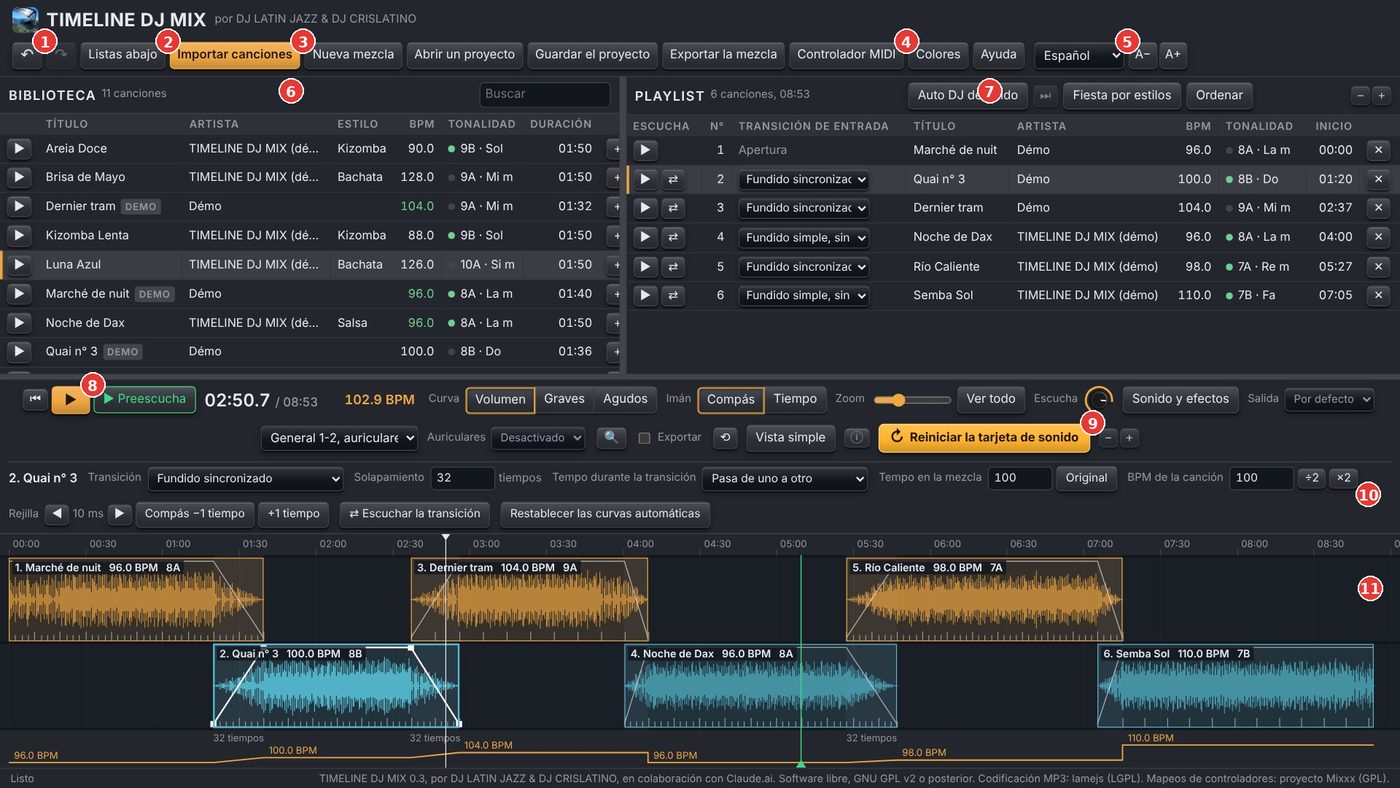 TIMELINE DJ MIX por DJ LATIN JAZZ & DJ CRISLATINO
1 2 3 4 5
Listas abajo Importar canciones Nueva mezcla Abrir un proyecto Guardar el proyecto Exportar la mezcla Controlador MIDI Colores Ayuda Español A− A+
6 7
BIBLIOTECA 11 canciones Buscar
TÍTULO ARTISTA ESTILO BPM TONALIDAD DURACIÓN
Areia Doce TIMELINE DJ MIX (dé... Kizomba 90.0 9B · Sol 01:50 +
Brisa de Mayo TIMELINE DJ MIX (dé... Bachata 128.0 9A · Mi m 01:50 +
Dernier tram DEMO Démo 104.0 9A · Mi m 01:32 +
Kizomba Lenta TIMELINE DJ MIX (dé... Kizomba 88.0 9B · Sol 01:50 +
Luna Azul TIMELINE DJ MIX (dé... Bachata 126.0 10A · Si m 01:50 +
Marché de nuit DEMO Démo 96.0 8A · La m 01:40 +
Noche de Dax TIMELINE DJ MIX (dé... Salsa 96.0 8A · La m 01:50 +
Quai n° 3 DEMO Démo 100.0 8B · Do 01:36 +
PLAYLIST 6 canciones, 08:53 Auto DJ Fiesta por estilos Ordenar − +
ESCUCHA N° TRANSICIÓN DE ENTRADA TÍTULO ARTISTA BPM TONALIDAD INICIO
1 Apertura Marché de nuit Démo 96.0 8A · La m 00:00 ✕
2 Fundido sincronizac Quai n° 3 Démo 100.0 8B · Do 01:20 ✕
3 Fundido sincronizac Dernier tram Démo 104.0 9A · Mi m 02:37 ✕
4 Fundido simple, sin Noche de Dax TIMELINE DJ MIX (démo) 96.0 8A · La m 04:00 ✕
5 Fundido sincronizac Río Caliente TIMELINE DJ MIX (démo) 98.0 7A · Re m 05:27 ✕
6 Fundido simple, sin Semba Sol TIMELINE DJ MIX (démo) 110.0 7B · Fa 07:05 ✕
8 Preescucha 02:50.7 / 08:53 102.9 BPM Curva Volumen Graves Agudos Imán Compás Tiempo Zoom Ver todo Escucha Sonido y efectos Salida Por defecto
General 1-2, auriculare Auriculares Desactivado Exportar Vista simple Reiniciar la tarjeta de sonido 9 − +
2. Quai n° 3 Transición Fundido sincronizado Solapamiento 32 tiempos Tempo durante la transición Pasa de uno a otro Tempo en la mezcla 100 Original BPM de la canción 100 ÷2 ×2 10
Rejilla 10 ms Compás −1 tiempo +1 tiempo ⇄ Escuchar la transición Restablecer las curvas automáticas
00:00 00:30 01:00 01:30 02:00 02:30 03:00 03:30 04:00 04:30 05:00 05:30 06:00 06:30 07:00 07:30 08:00 08:30
1. Marché de nuit 96.0 BPM 8A 3. Dernier tram 104.0 BPM 9A 5. Río Caliente 98.0 BPM 7A 11
2. Quai n° 3 100.0 BPM 8B 4. Noche de Dax 96.0 BPM 8A 6. Semba Sol 110.0 BPM 7B
32 tiempos 32 tiempos 32 tiempos
96.0 BPM 100.0 BPM 104.0 BPM 96.0 BPM 98.0 BPM 110.0 BPM
Listo TIMELINE DJ MIX 0.3, por DJ LATIN JAZZ & DJ CRISLATINO, en colaboración con Claude.ai. Software libre, GNU GPL v2 o posterior. Codificación MP3: lamejs (LGPL). Mapeos de controladores: proyecto Mixxx (GPL).